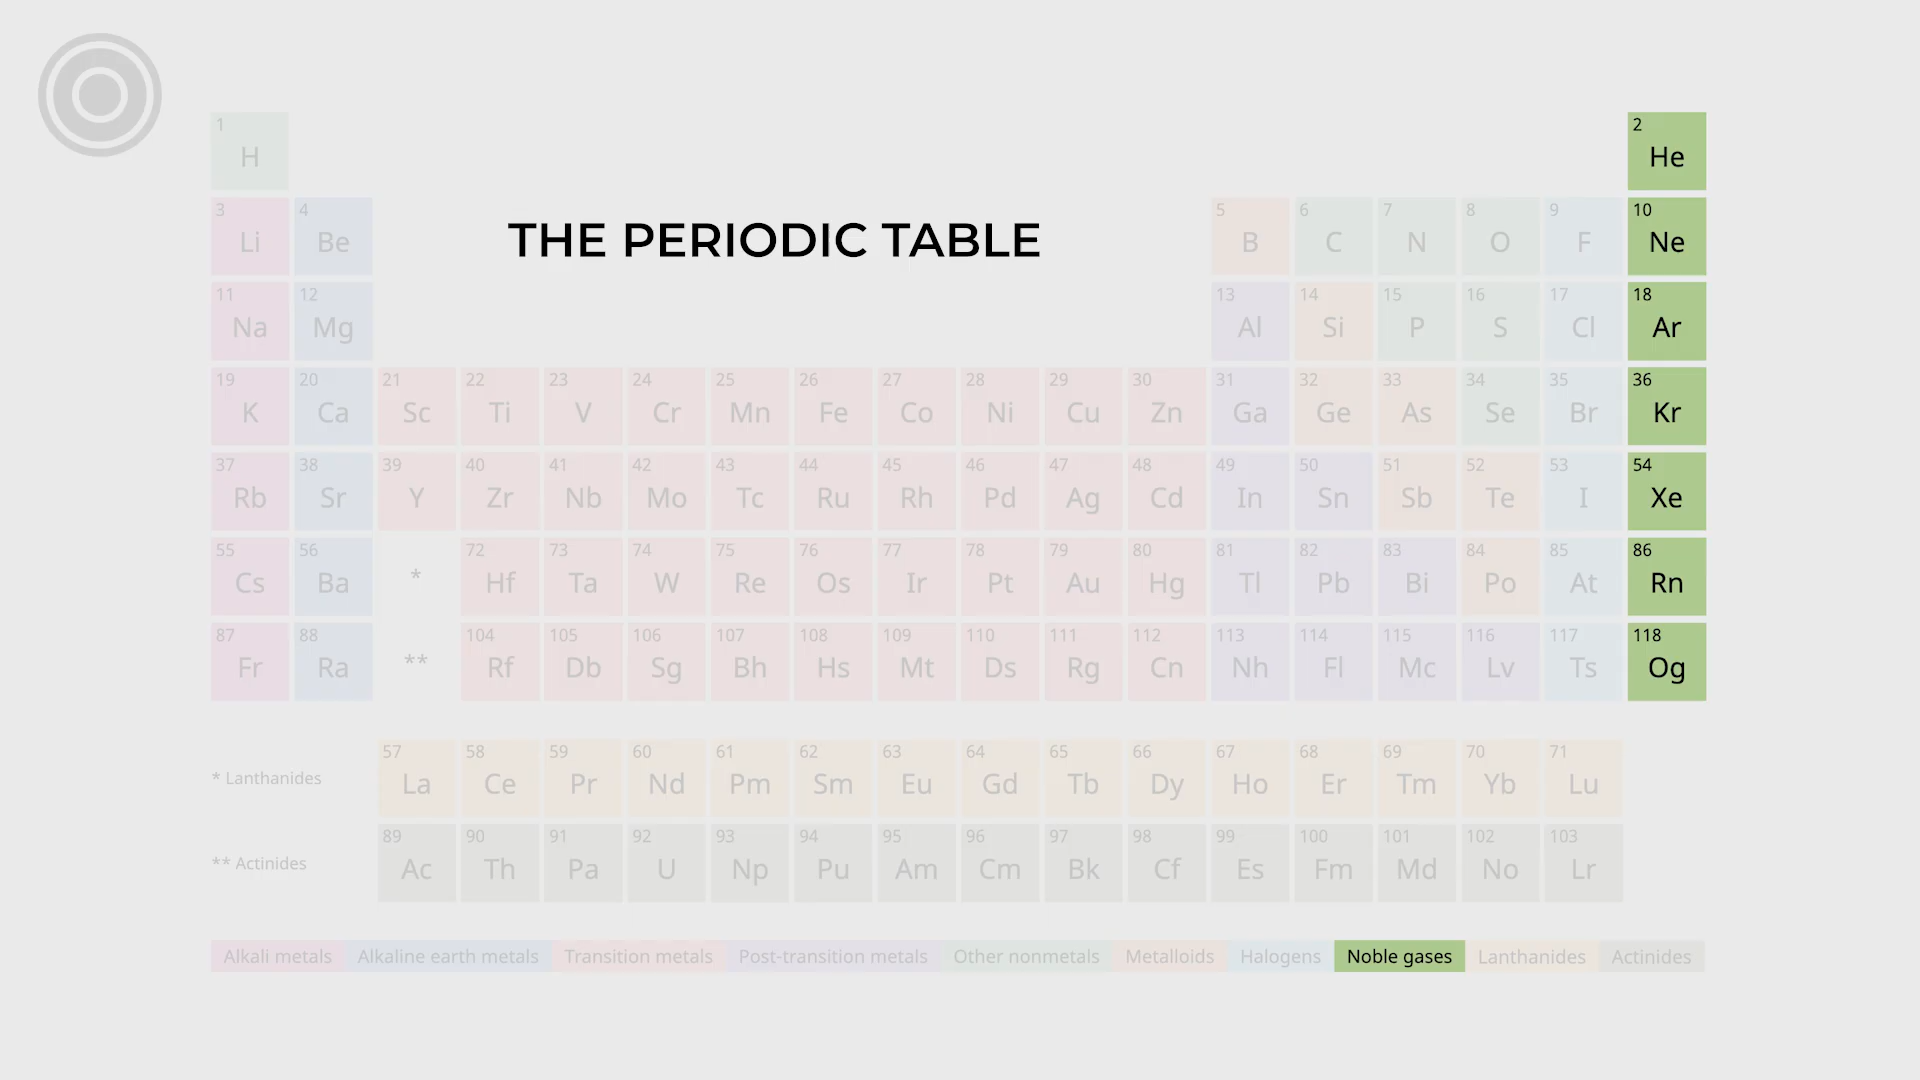 1 2
H He
THE PERIODIC TABLE
3 4 5 6 7 8 9 10
Li Be B C N O F Ne
11 12 13 14 15 16 17 18
Na Mg Al Si P S Cl Ar
19 20 21 22 23 24 25 26 27 28 29 30 31 32 33 34 35 36
K Ca Sc Ti V Cr Mn Fe Co Ni Cu Zn Ga Ge As Se Br Kr
37 38 39 40 41 42 43 44 45 46 47 48 49 50 51 52 53 54
Rb Sr Y Zr Nb Mo Tc Ru Rh Pd Ag Cd In Sn Sb Te I Xe
55 56 72 73 74 75 76 77 78 79 80 81 82 83 84 85 86
Cs Ba * Hf Ta W Re Os Ir Pt Au Hg Tl Pb Bi Po At Rn
87 88 104 105 106 107 108 109 110 111 112 113 114 115 116 117 118
Fr Ra ** Rf Db Sg Bh Hs Mt Ds Rg Cn Nh Fl Mc Lv Ts Og
57 58 59 60 61 62 63 64 65 66 67 68 69 70 71
* Lanthanides La Ce Pr Nd Pm Sm Eu Gd Tb Dy Ho Er Tm Yb Lu
89 90 91 92 93 94 95 96 97 98 99 100 101 102 103
** Actinides Ac Th Pa U Np Pu Am Cm Bk Cf Es Fm Md No Lr
Alkali metals Alkaline earth metals Transition metals Post-transition metals Other nonmetals Metalloids Halogens Noble gases Lanthanides Actinides